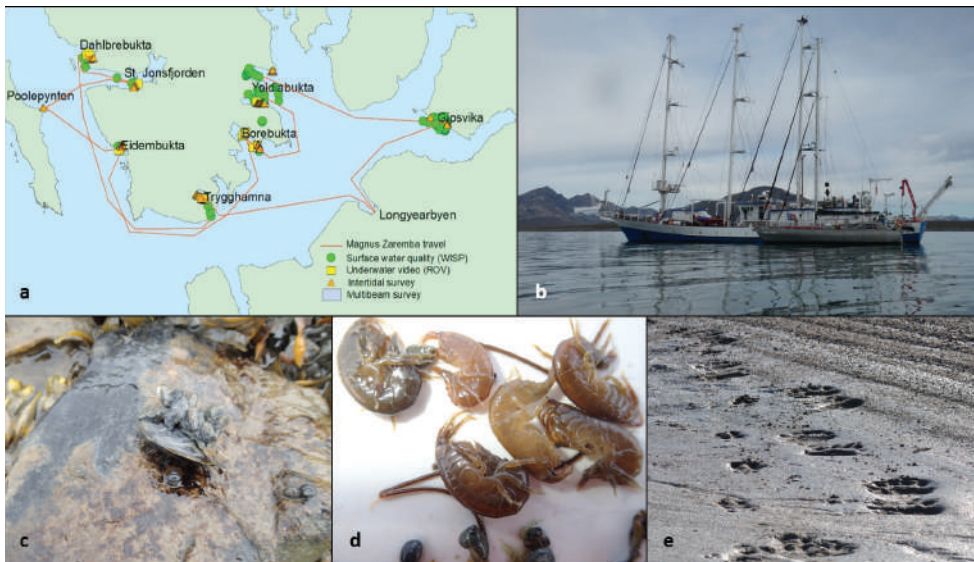 Dahlbrebukta
St. Jonsfjorden
Yoldiabukta
Poolepynten
Gipsvika
Eidembukta
Borebukta
Trygghamna
Longyearbyen
Magnus Zaremba travel
Surface water quality (WISP)
Underwater video (ROV)
Intertidal survey
Multibeam survey
a
b
c
d
e